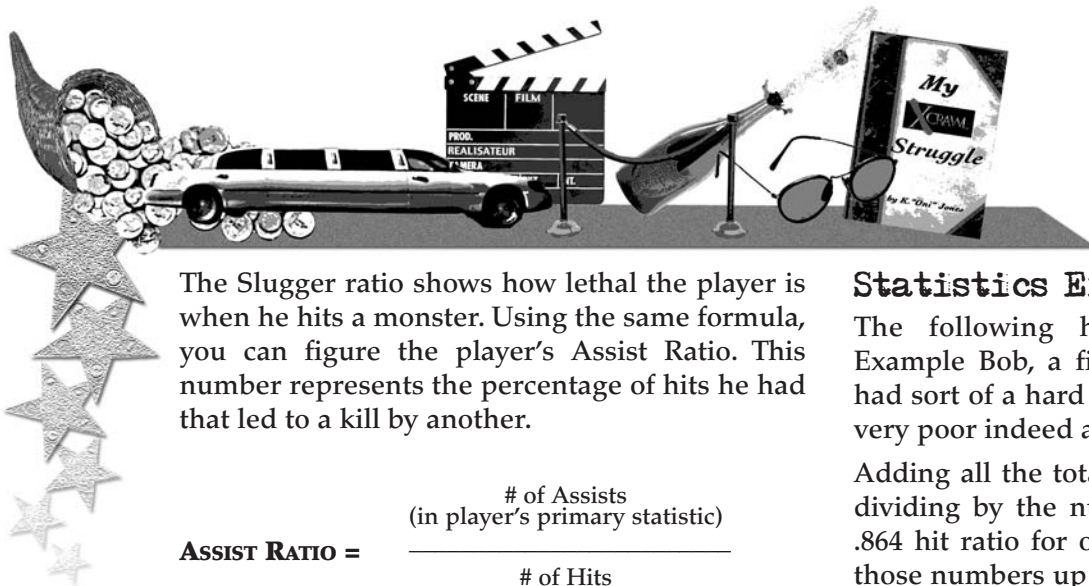 SCENE FILM
PROD.
REALISATEUR
My
XCRAWL
Struggle
by K. "Oni" Jones
The Slugger ratio shows how lethal the player is
when he hits a monster. Using the same formula,
you can figure the player's Assist Ratio. This
number represents the percentage of hits he had
that led to a kill by another.
# of Assists
(in player's primary statistic)
ASSIST RATIO =
# of Hits
Statistics
The following
Example Bob, a
had sort of a hard
very poor indeed
Adding all the
dividing by the
.864 hit ratio for
those numbers up